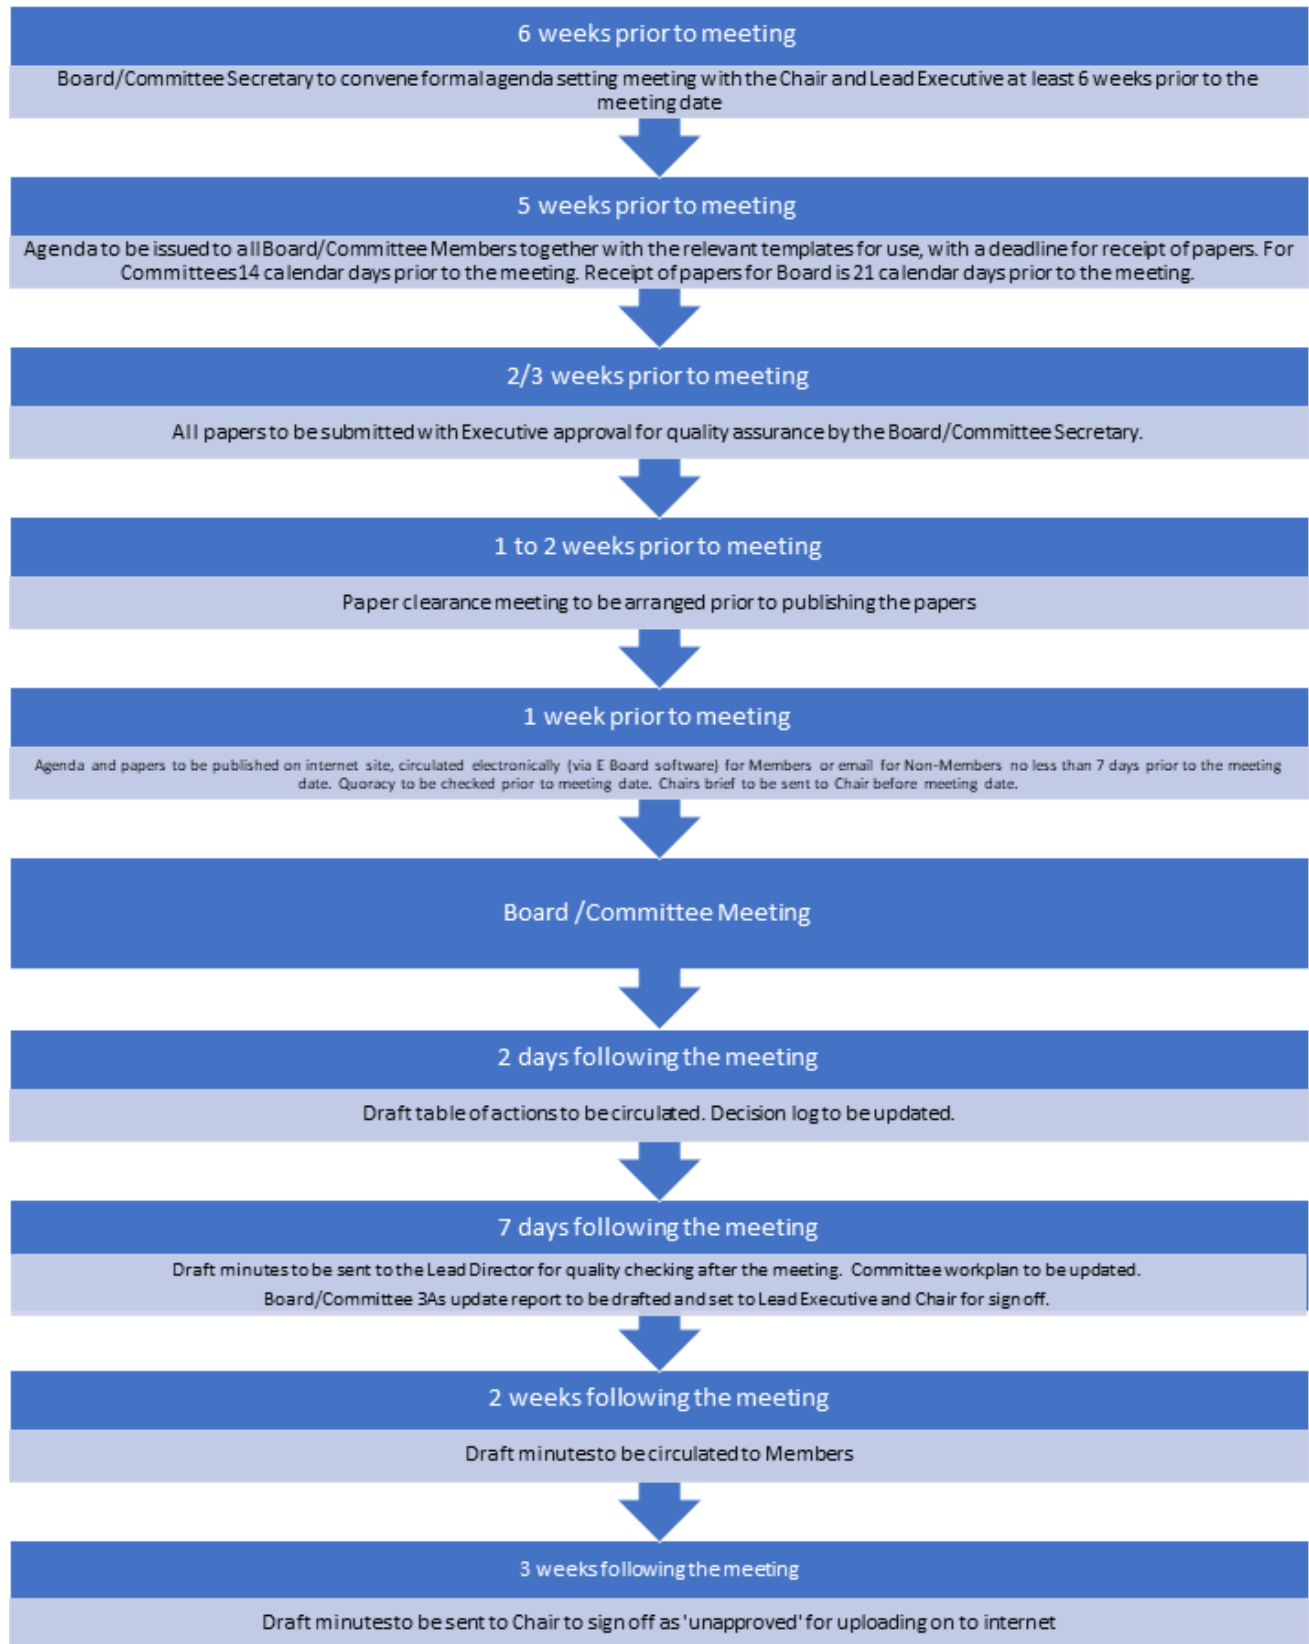 6 weeks prior to meeting
Board/Committee Secretary to convene formal agenda setting meeting with the Chair and Lead Executive at least 6 weeks prior to the
meeting date
5 weeks prior to meeting
Agenda to be issued to all Board/Committee Members together with the relevant templates for use, with a deadline for receipt of papers. For
Committees 14 calendar days prior to the meeting. Receipt of papers for Board is 21 calendar days prior to the meeting.
2/3 weeks prior to meeting
All papers to be submitted with Executive approval for quality assurance by the Board/Committee Secretary.
1 to 2 weeks prior to meeting
Paper clearance meeting to be arranged prior to publishing the papers
1 week prior to meeting
Agenda and papers to be published on internet site, circulated electronically (via E Board software) for Members or email for Non-Members no less than 7 days prior to the meeting
date. Quoracy to be checked prior to meeting date. Chairs brief to be sent to Chair before meeting date.
Board /Committee Meeting
2 days following the meeting
Draft table of actions to be circulated. Decision log to be updated.
7 days following the meeting
Draft minutes to be sent to the Lead Director for quality checking after the meeting. Committee workplan to be updated.
Board/Committee 3As update report to be drafted and set to Lead Executive and Chair for sign off.
2 weeks following the meeting
Draft minutes to be circulated to Members
3 weeks following the meeting
Draft minutes to be sent to Chair to sign off as 'unapproved' for uploading on to internet